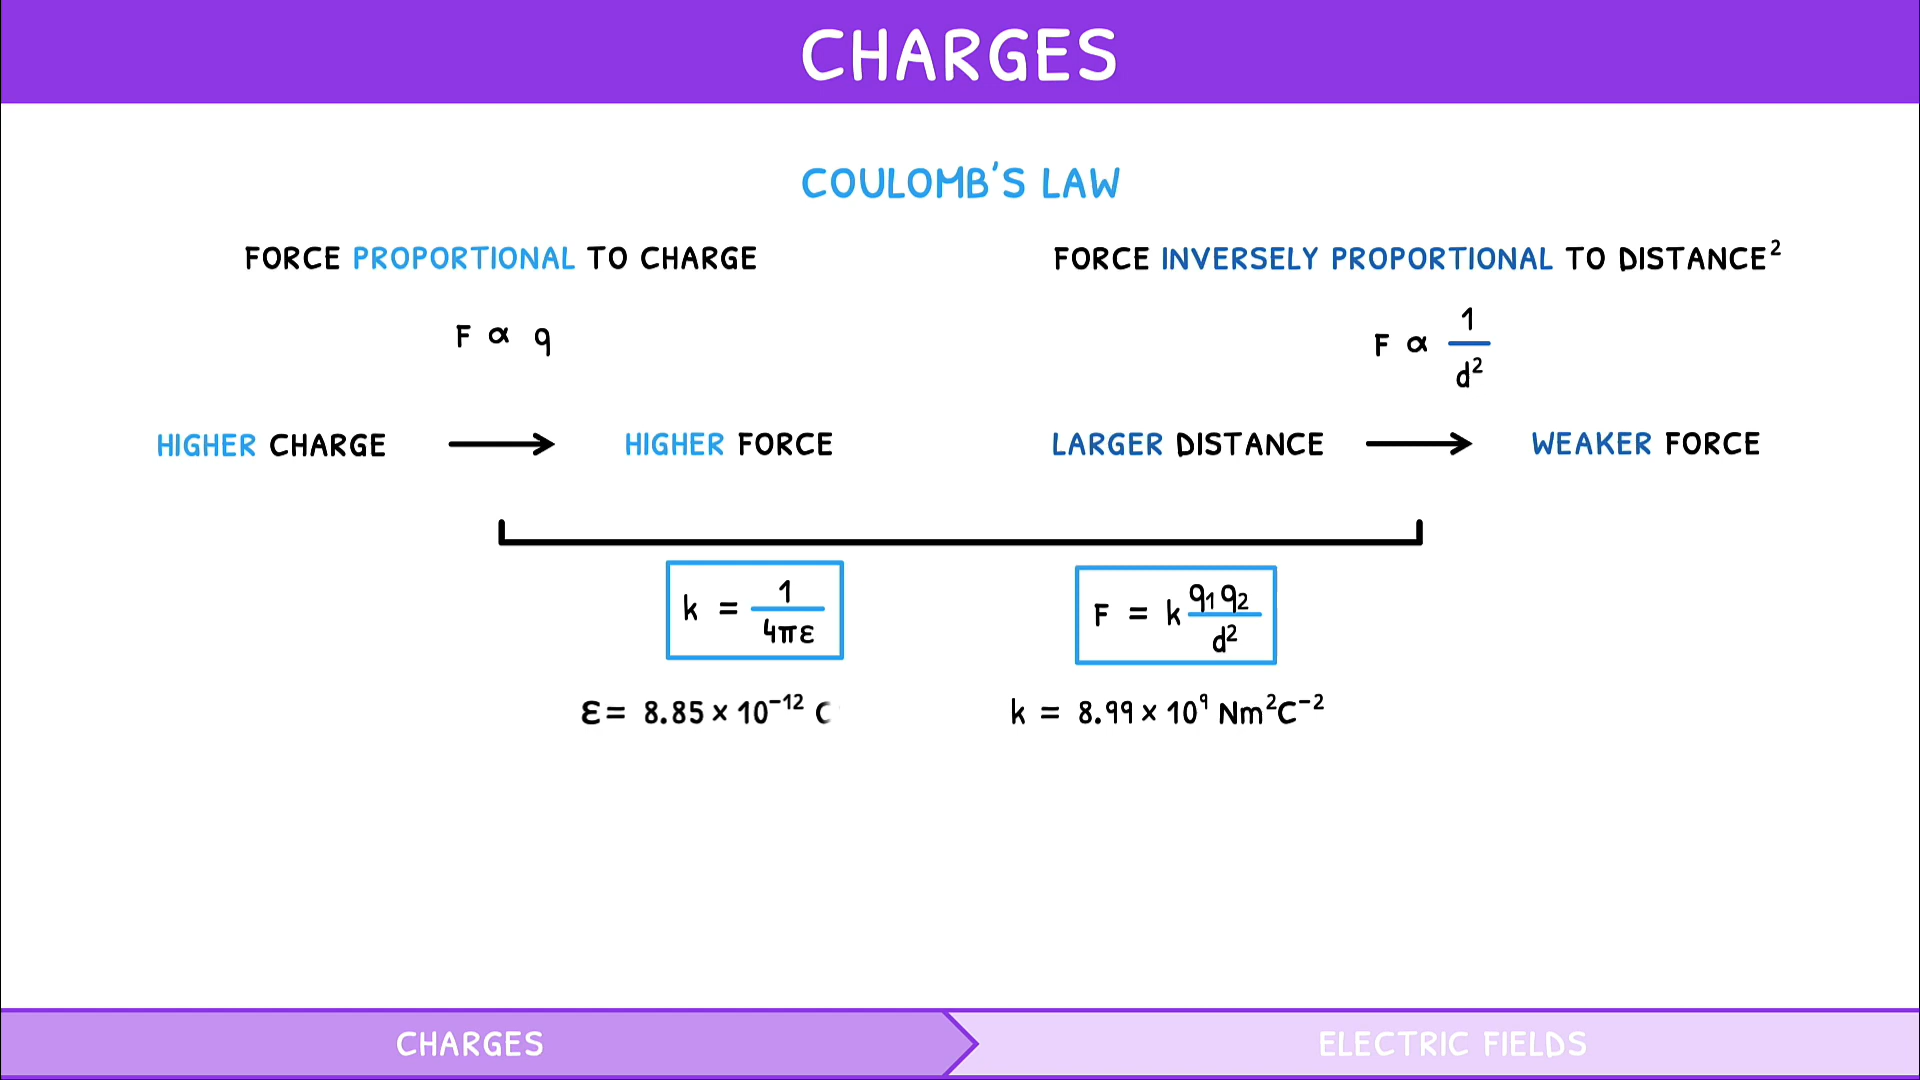 CHARGES
COULOMB'S LAW
FORCE PROPORTIONAL TO CHARGE
F ∝ q
HIGHER CHARGE → HIGHER FORCE
FORCE INVERSELY PROPORTIONAL TO DISTANCE²
F ∝ 1/d²
LARGER DISTANCE → WEAKER FORCE
k = 1/4πε
F = k q₁q₂/d²
ε = 8.85 × 10⁻¹² C
k = 8.99 × 10⁹ Nm²C⁻²
CHARGES
ELECTRIC FIELDS